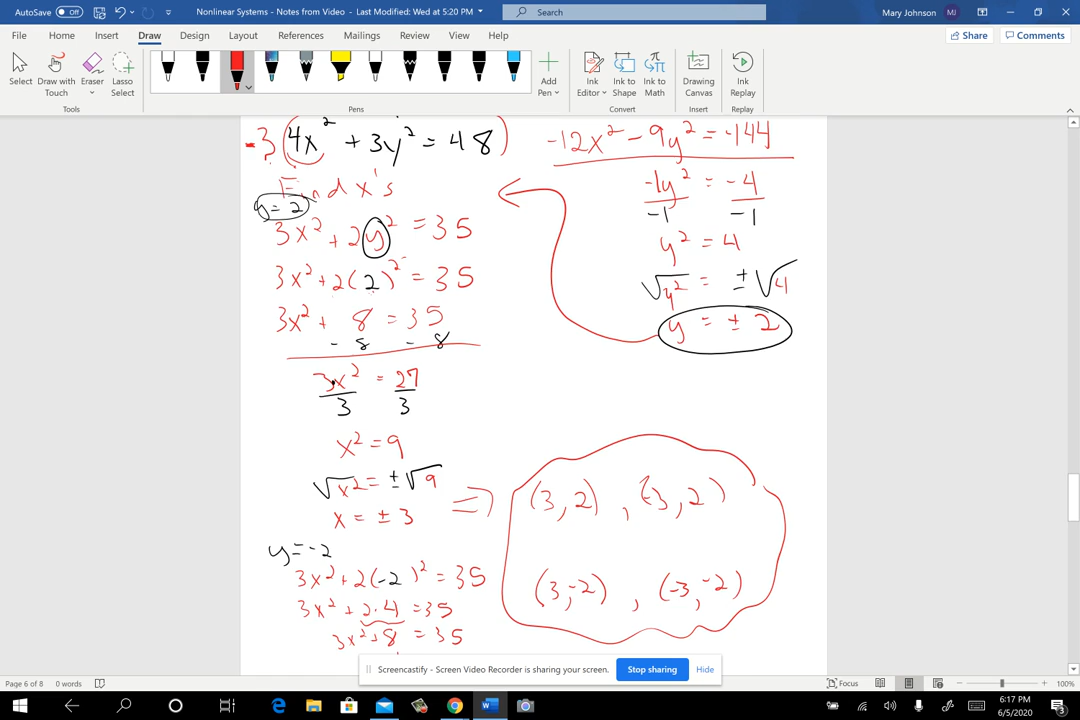 AutoSave Off
Nonlinear Systems - Notes from Video - Last Modified: Wed at 5:20 PM
Search
Mary Johnson MJ
File Home Insert Draw Design Layout References Mailings Review View Help
Share Comments
Select
Draw with Touch
Eraser
Lasso Select
Add Pen
Ink Editor
Ink to Shape
Ink to Math
Drawing Canvas
Ink Replay
Tools Pens Convert Insert Replay
-3 (4x² + 3y² = 48)
Find x's
y = 2
3x² + 2y² = 35
3x² + 2(2)² = 35
3x² + 8 = 35
- 8 - 8
3x² = 27
3 3
x² = 9
√x² = ±√9
x = ± 3
y = -2
3x² + 2(-2)² = 35
3x² + 2·4 = 35
3x² + 8 = 35
-12x² - 9y² = -144
-1y² = -4
-1 -1
y² = 4
√y² = ±√4
y = ± 2
⇒ (3, 2) , (-3, 2)
(3, -2) , (-3, -2)
Screencastify - Screen Video Recorder is sharing your screen.
Stop sharing
Hide
Page 6 of 8 0 words
Focus
100%
6:17 PM
6/5/2020
3